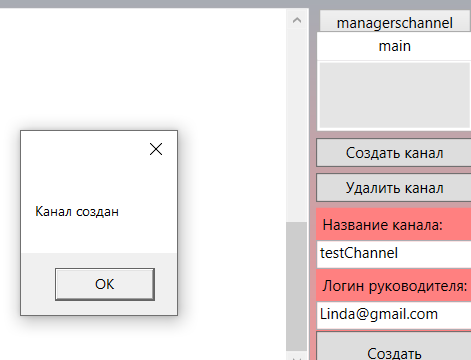 managerschannel
main
Создать канал
Удалить канал
Название канала:
testChannel
Логин руководителя:
Linda@gmail.com
Создать
Канал создан
OK